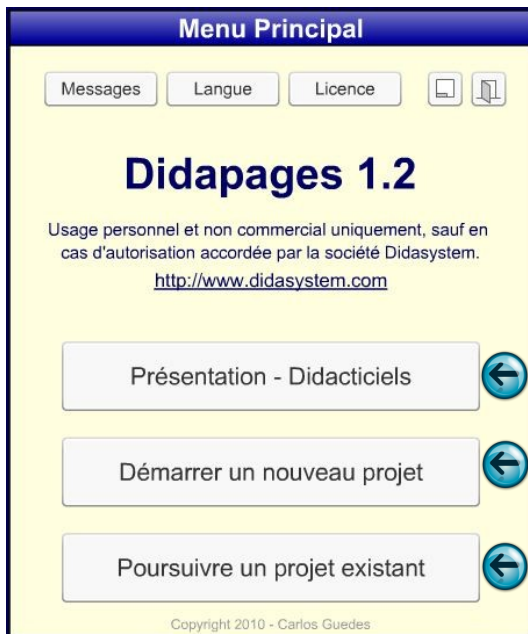 Menu Principal
Messages Langue Licence
Didapages 1.2
Usage personnel et non commercial uniquement, sauf en
cas d'autorisation accordée par la société Didasystem.
http://www.didasystem.com
Présentation - Didacticiels
Démarrer un nouveau projet
Poursuivre un projet existant
Copyright 2010 - Carlos Guedes